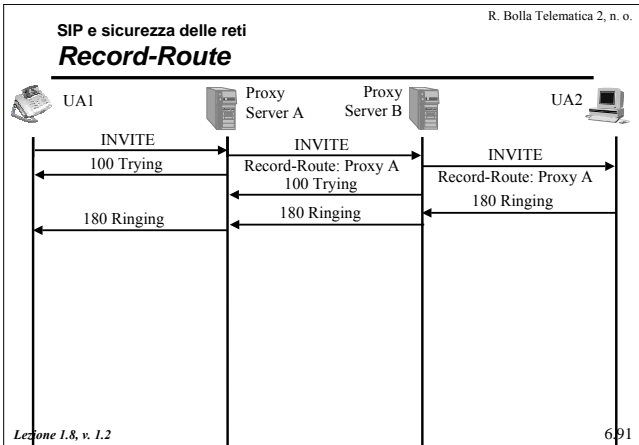 R. Bolla Telematica 2, n. o.
SIP e sicurezza delle reti
Record-Route
UA1
Proxy
Server A
Proxy
Server B
UA2
INVITE
100 Trying
INVITE
Record-Route: Proxy A
100 Trying
INVITE
Record-Route: Proxy A
180 Ringing
180 Ringing
180 Ringing
Lezione 1.8, v. 1.2
6.91